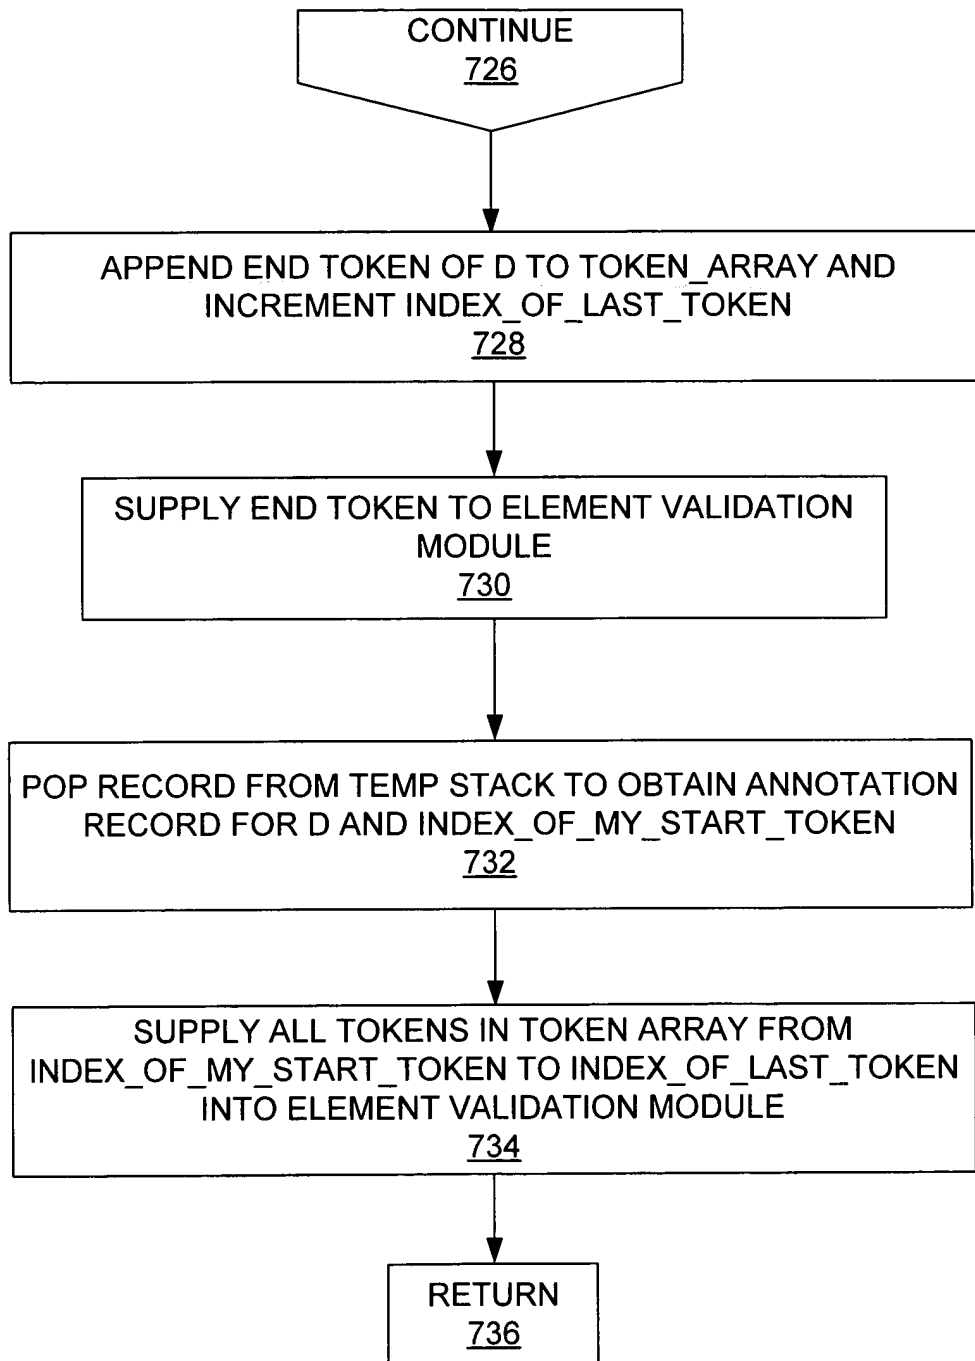 CONTINUE
726
APPEND END TOKEN OF D TO TOKEN_ARRAY AND
INCREMENT INDEX_OF_LAST_TOKEN
728
SUPPLY END TOKEN TO ELEMENT VALIDATION
MODULE
730
POP RECORD FROM TEMP STACK TO OBTAIN ANNOTATION
RECORD FOR D AND INDEX_OF_MY_START_TOKEN
732
SUPPLY ALL TOKENS IN TOKEN ARRAY FROM
INDEX_OF_MY_START_TOKEN TO INDEX_OF_LAST_TOKEN
INTO ELEMENT VALIDATION MODULE
734
RETURN
736